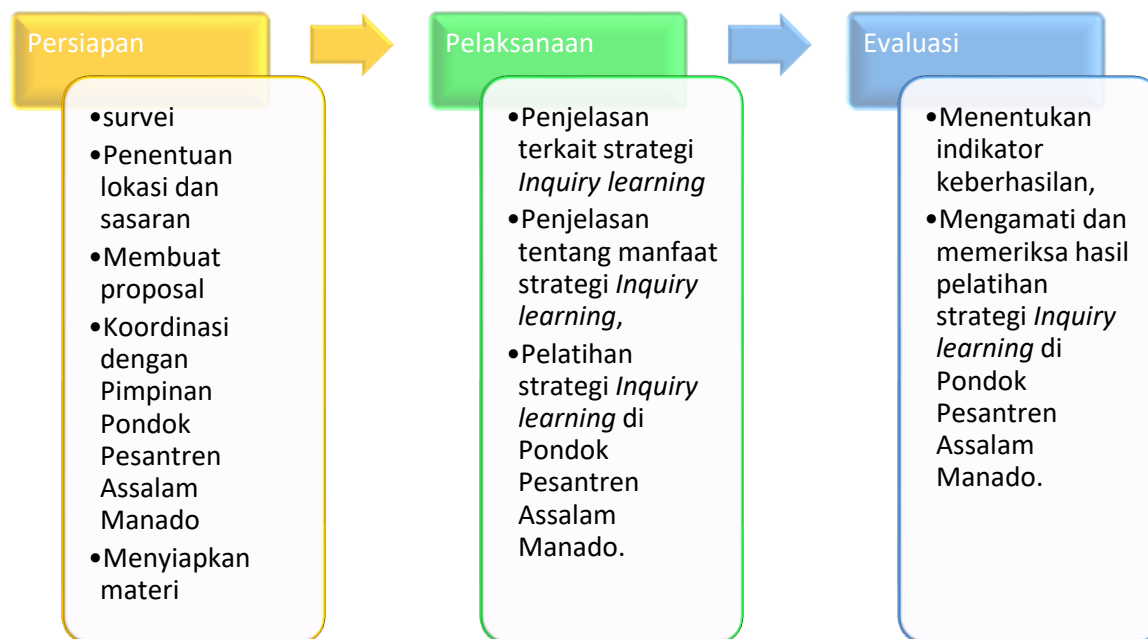 Persiapan
•survei
•Penentuan
lokasi dan
sasaran
•Membuat
proposal
•Koordinasi
dengan
Pimpinan
Pondok
Pesantren
Assalam
Manado
•Menyiapkan
materi
Pelaksanaan
•Penjelasan
terkait strategi
Inquiry learning
•Penjelasan
tentang manfaat
strategi Inquiry
learning,
•Pelatihan
strategi Inquiry
learning di
Pondok
Pesantren
Assalam
Manado.
Evaluasi
•Menentukan
indikator
keberhasilan,
•Mengamati dan
memeriksa hasil
pelatihan
strategi Inquiry
learning di
Pondok
Pesantren
Assalam
Manado.